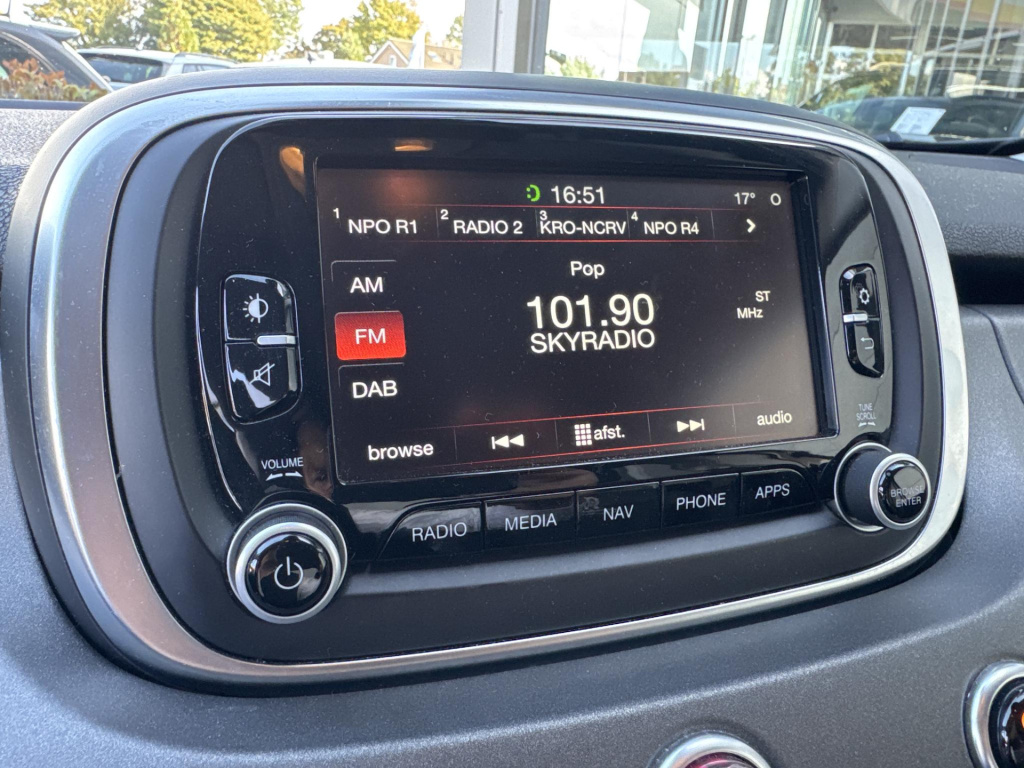 16:51
17° O
1 NPO R1 2 RADIO 2 3 KRO-NCRV 4 NPO R4
Pop
AM
101.90
ST
MHz
FM
SKYRADIO
DAB
browse afst. audio
VOLUME
TUNE
SCROLL
RADIO MEDIA NAV PHONE APPS
BROWSE
ENTER